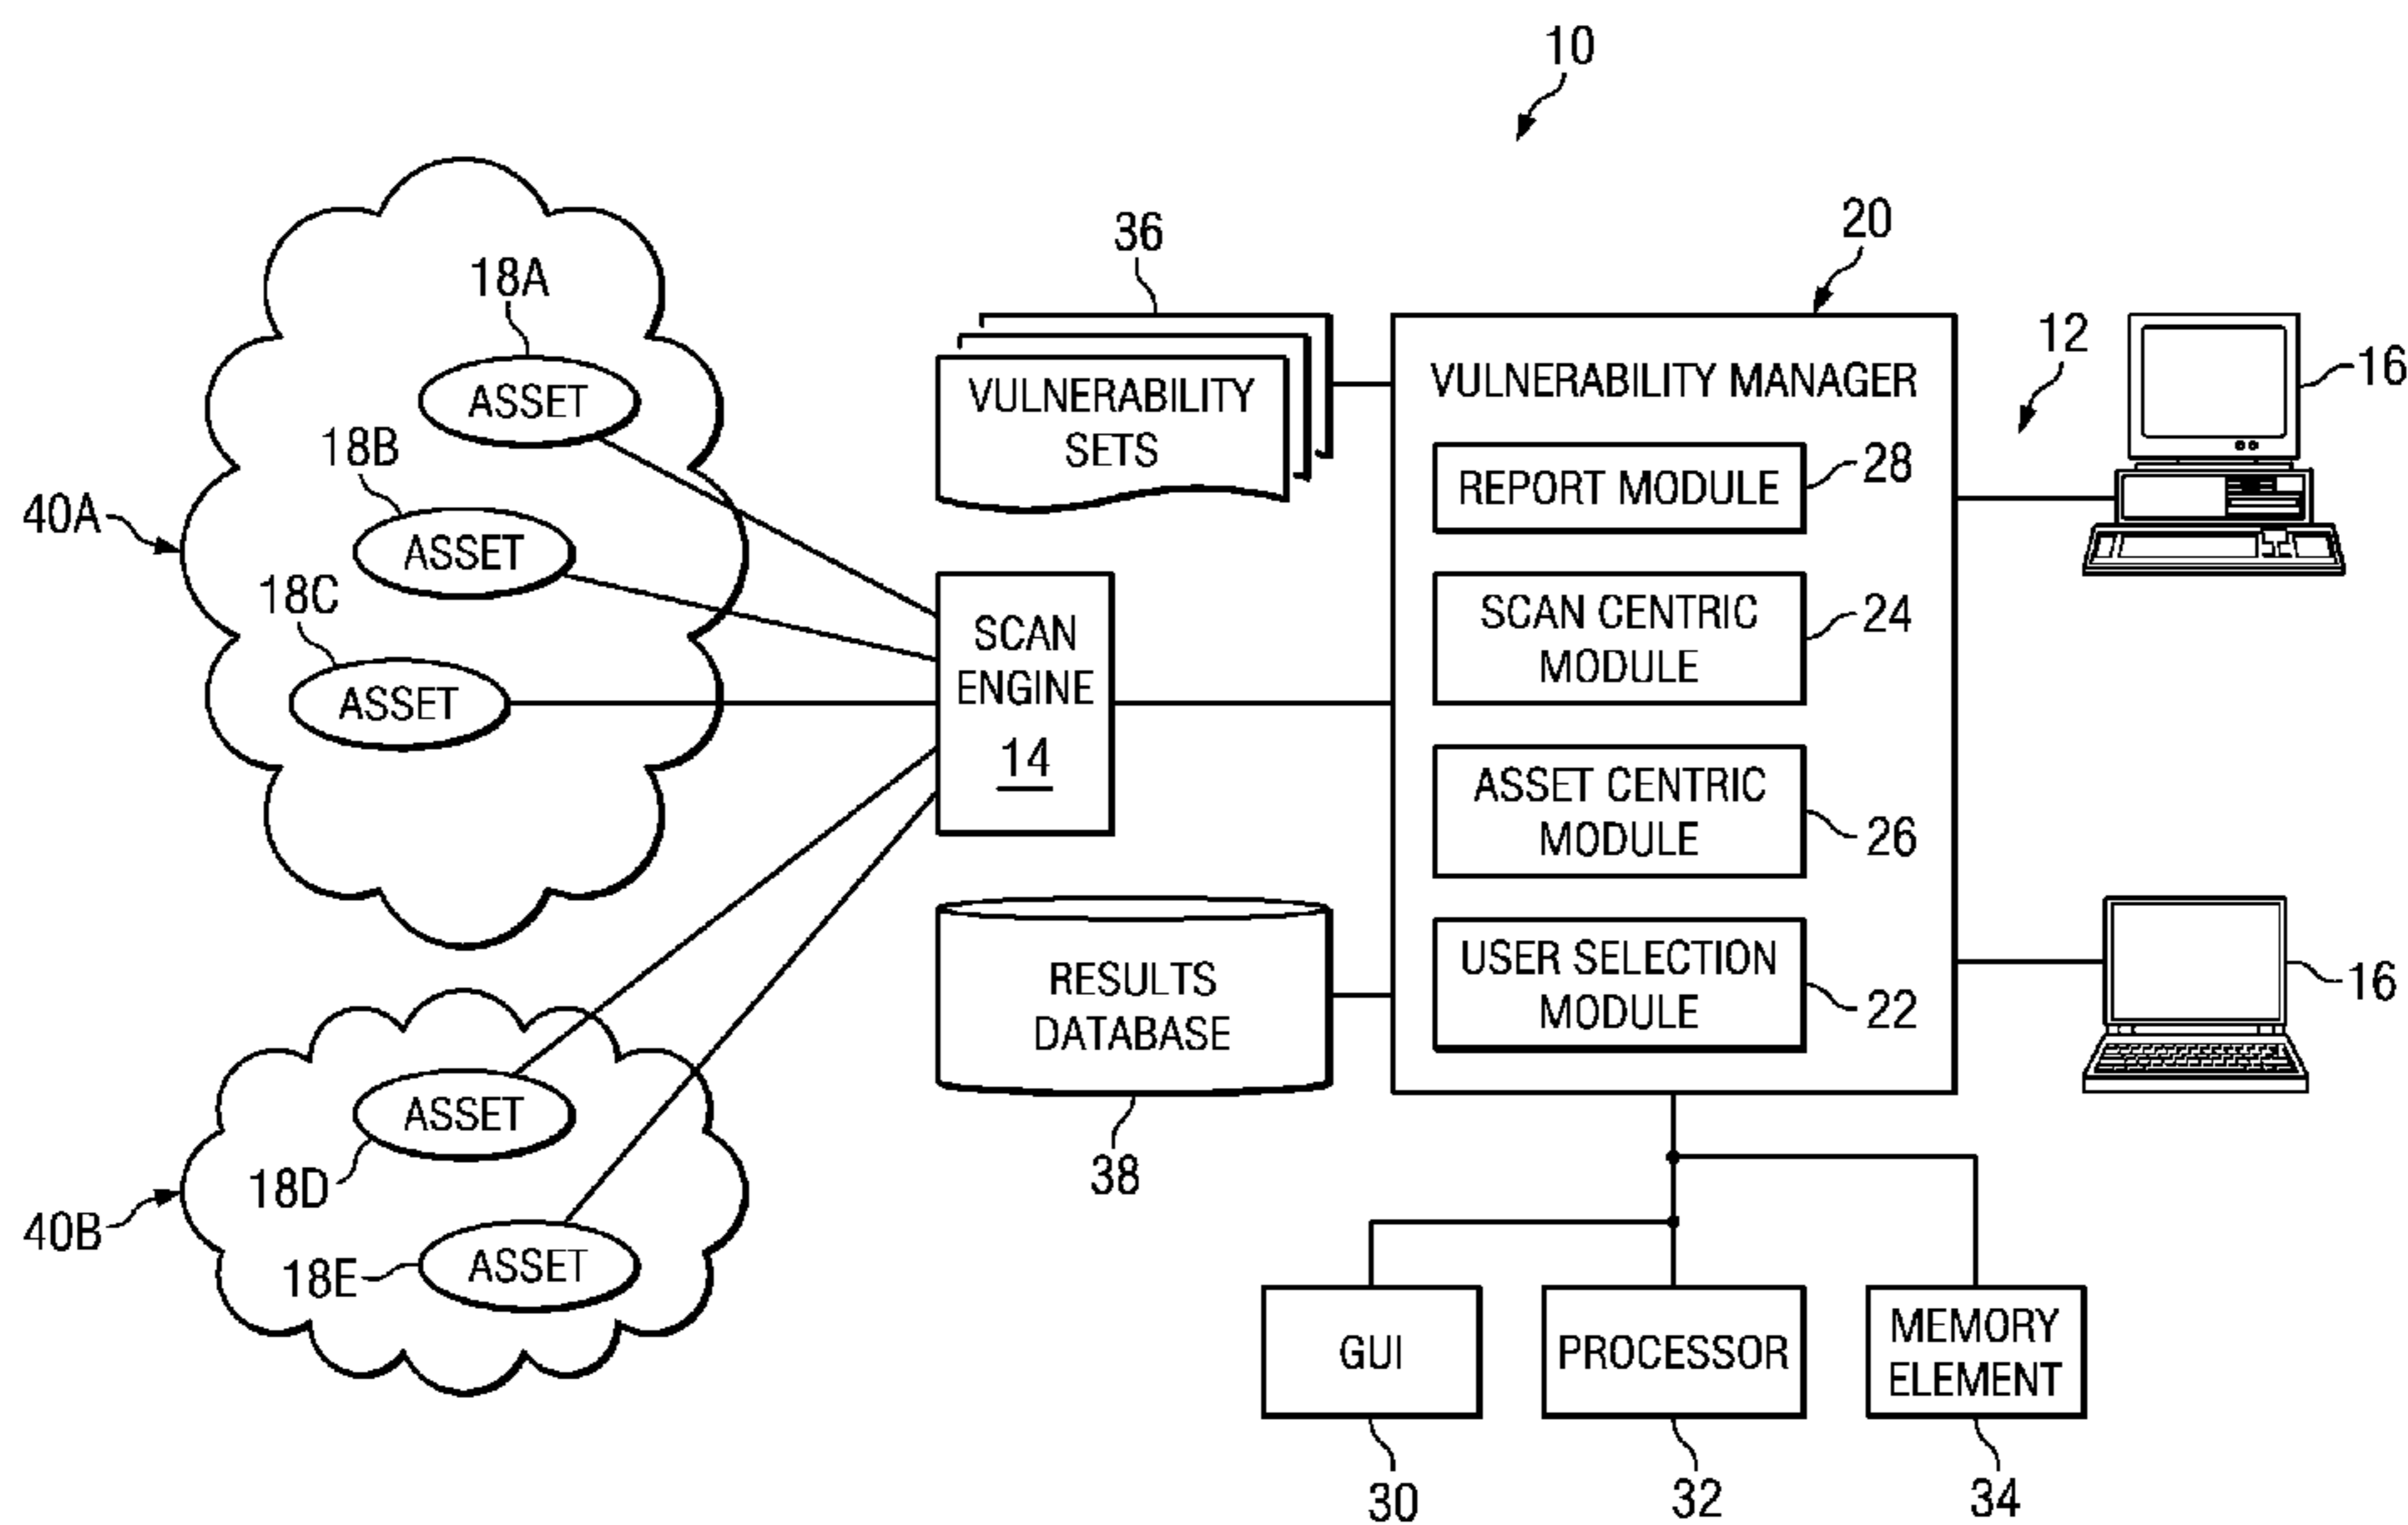 10
20
36
12
18A
VULNERABILITY MANAGER
16
ASSET
VULNERABILITY
SETS
18B
REPORT MODULE
28
40A
ASSET
18C
SCAN CENTRIC
MODULE
24
SCAN
ENGINE
14
ASSET
ASSET CENTRIC
MODULE
26
USER SELECTION
MODULE
22
16
RESULTS
DATABASE
38
ASSET
18D
40B
ASSET
18E
GUI
PROCESSOR
MEMORY
ELEMENT
30
32
34